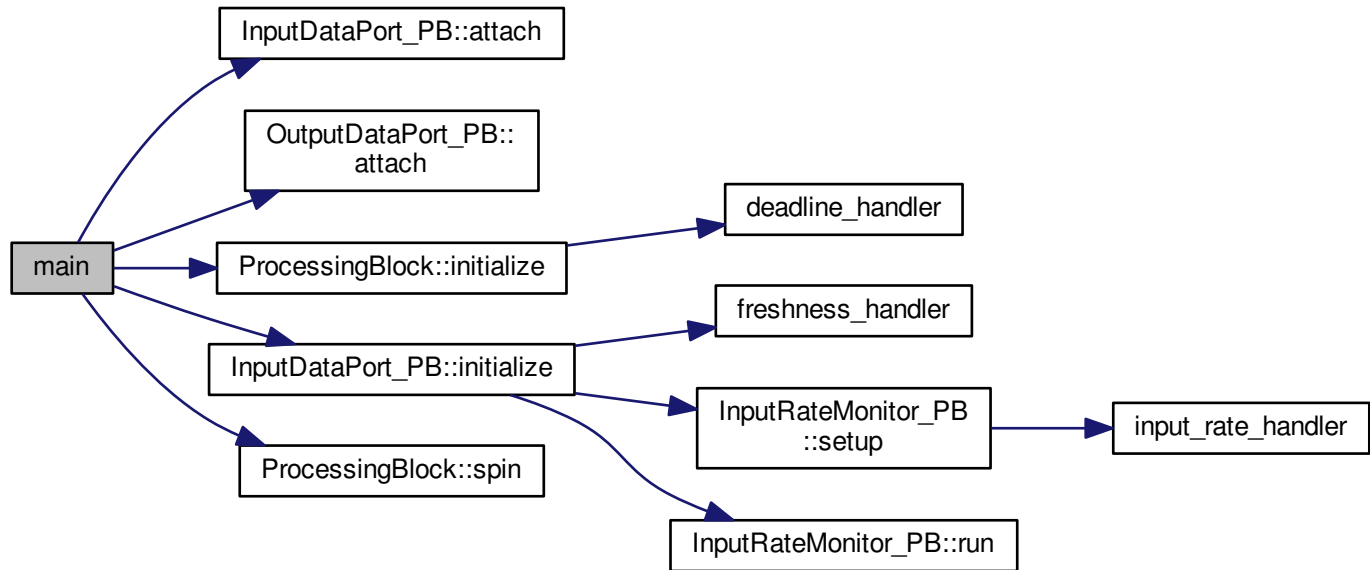 InputDataPort_PB::attach
OutputDataPort_PB::
attach
main
ProcessingBlock::initialize
deadline_handler
InputDataPort_PB::initialize
freshness_handler
InputRateMonitor_PB
::setup
input_rate_handler
ProcessingBlock::spin
InputRateMonitor_PB::run